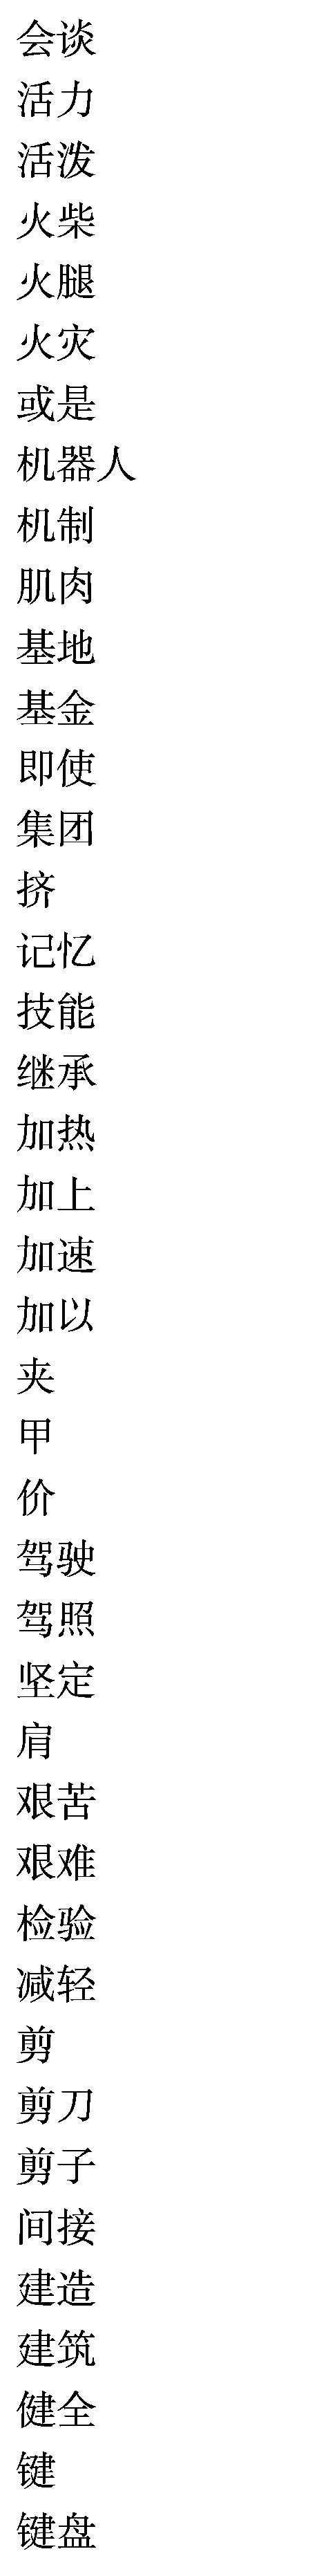 会谈
活力
活泼
火柴
火腿
火灾
或是
机器人
机制
肌肉
基地
基金
即使
集团
挤
记忆
技能
继承
加热
加上
加速
加以
夹
甲
价
驾驶
驾照
坚定
肩
艰苦
艰难
检验
减轻
剪
剪刀
剪子
间接
建造
建筑
健全
键
键盘